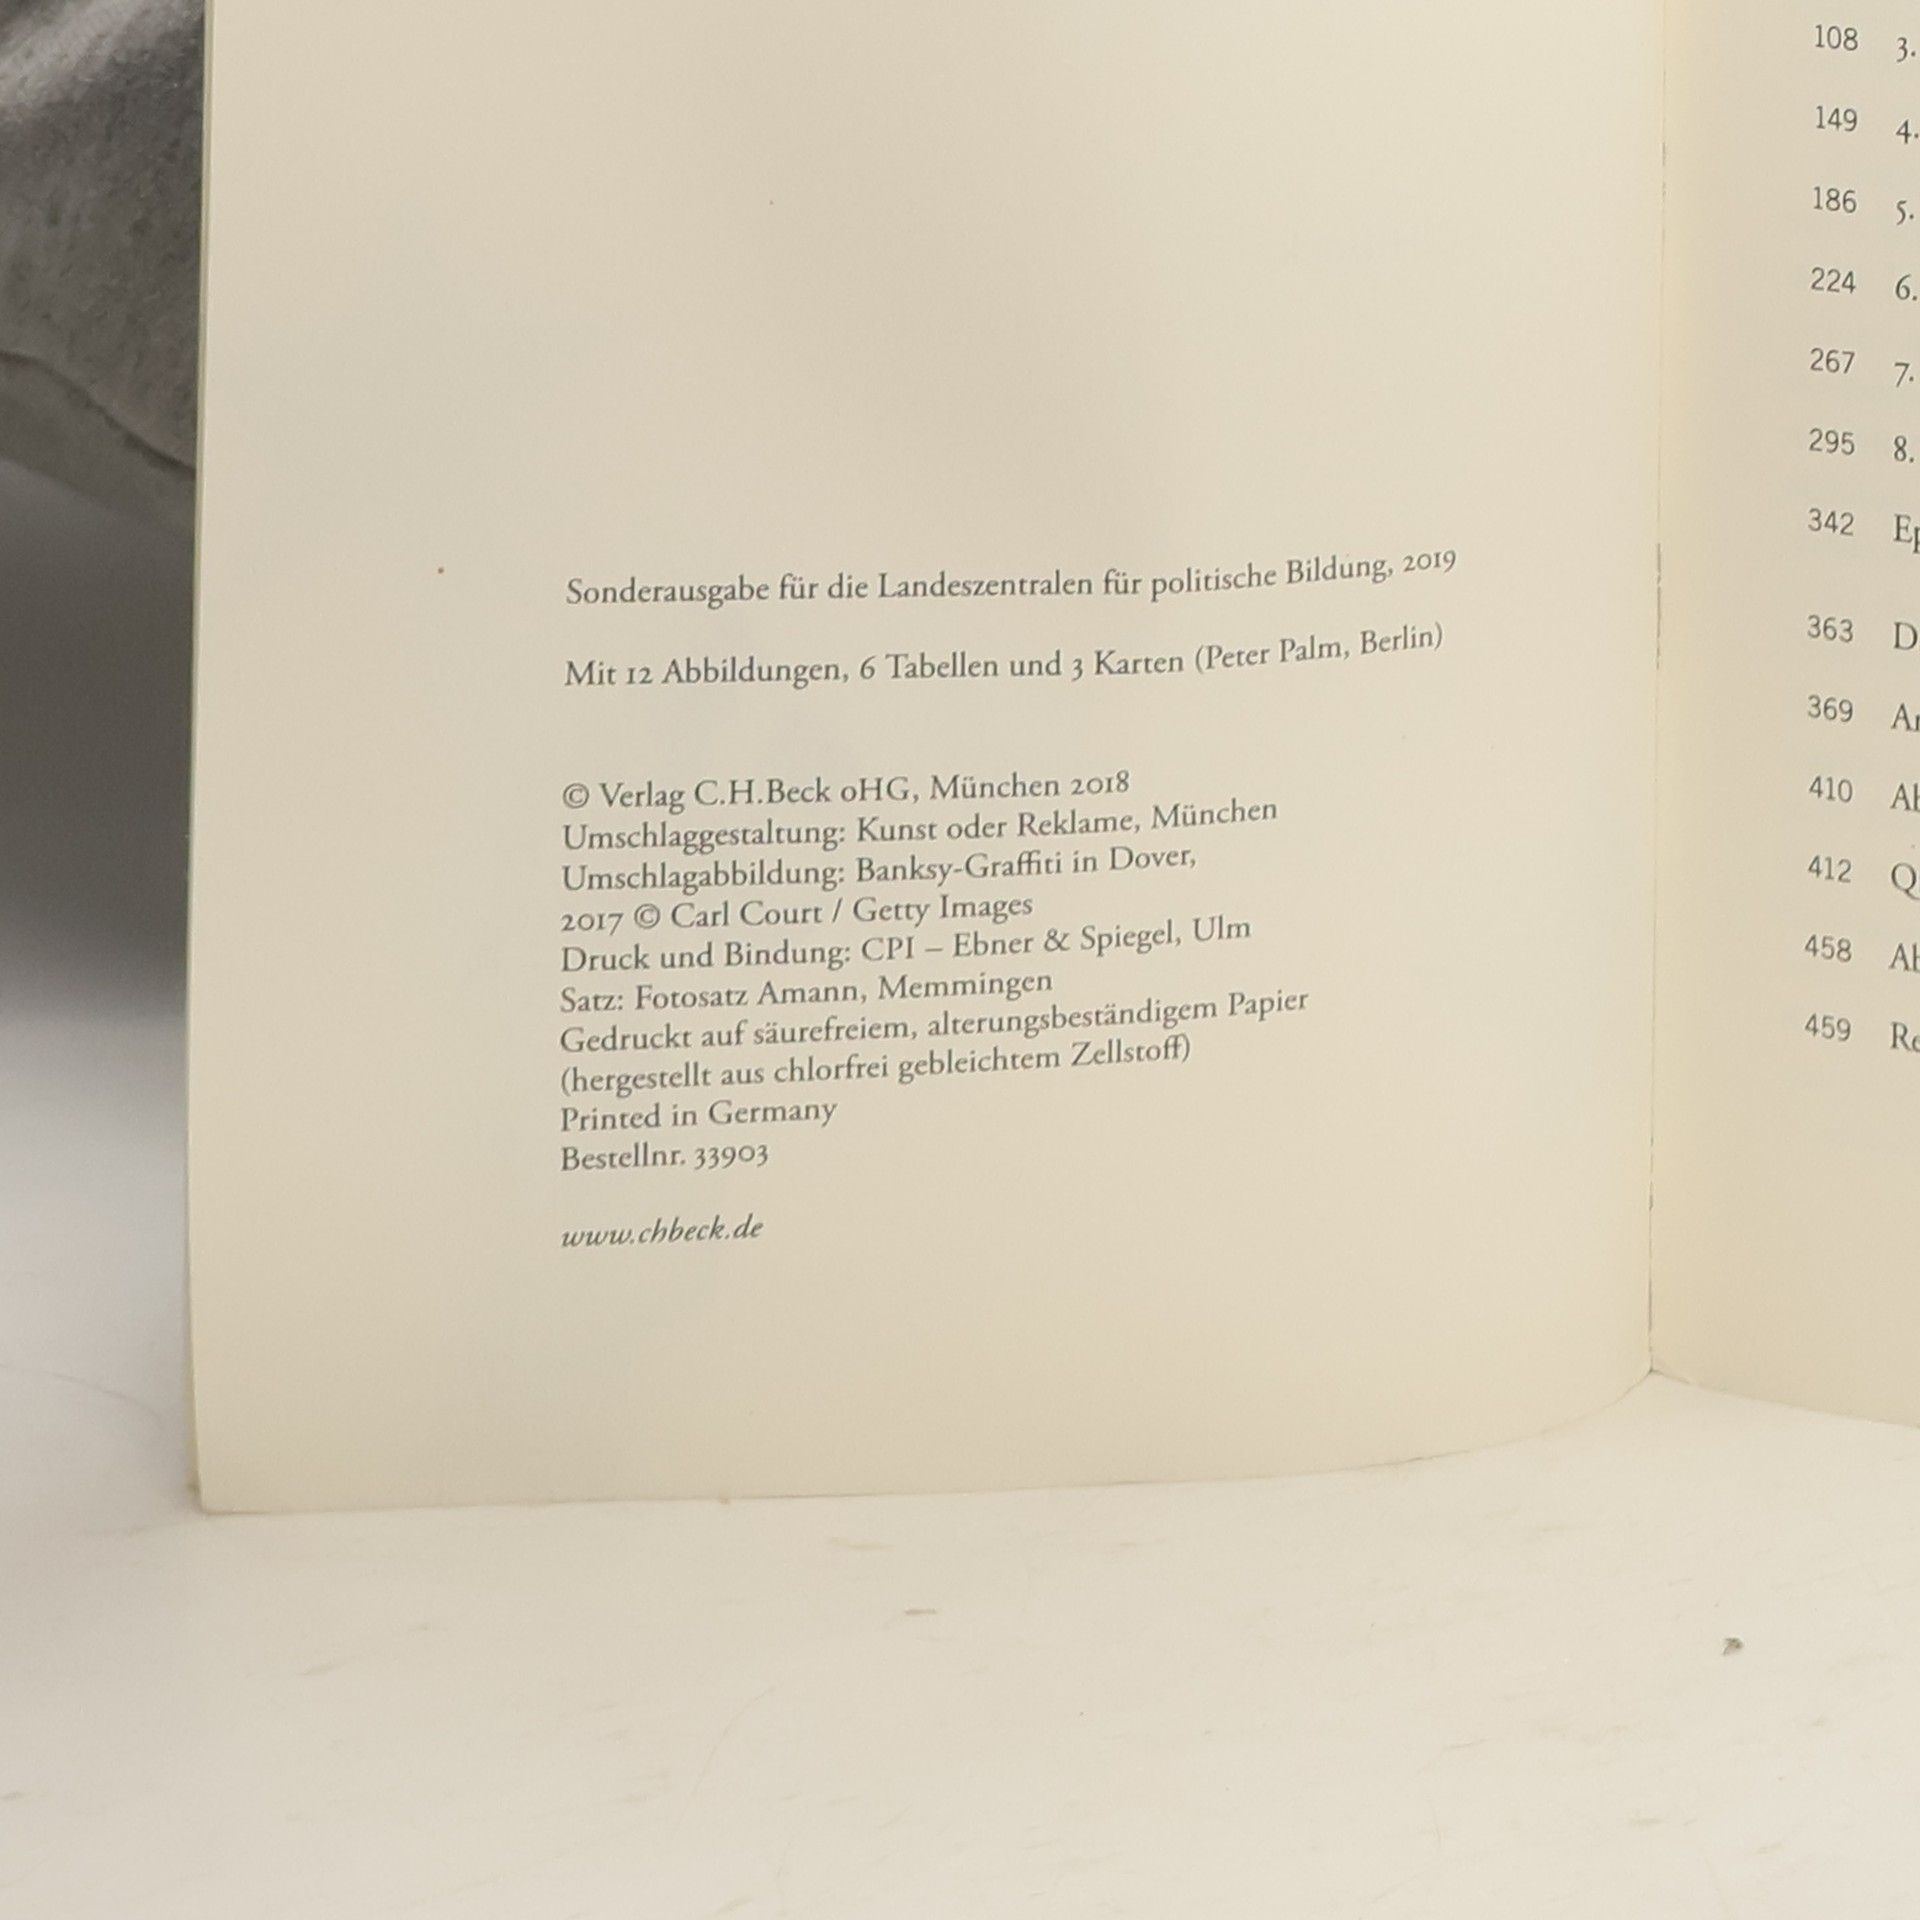 Sonderausgabe für die Landeszentralen für politische Bildung, 2019
Mit 12 Abbildungen, 6 Tabellen und 3 Karten (Peter Palm, Berlin)
© Verlag C.H.Beck oHG, München 2018
Umschlaggestaltung: Kunst oder Reklame, München
Umschlagabbildung: Banksy-Graffiti in Dover,
2017 © Carl Court / Getty Images
Druck und Bindung: CPI – Ebner & Spiegel, Ulm
Satz: Fotosatz Amann, Memmingen
Gedruckt auf säurefreiem, alterungsbeständigem Papier
(hergestellt aus chlorfrei gebleichtem Zellstoff)
Printed in Germany
Bestellnr. 33903
www.chbeck.de
108 3.
149 4.
186 5.
224 6.
267 7.
295 8.
342
363
369
410
412
458
459